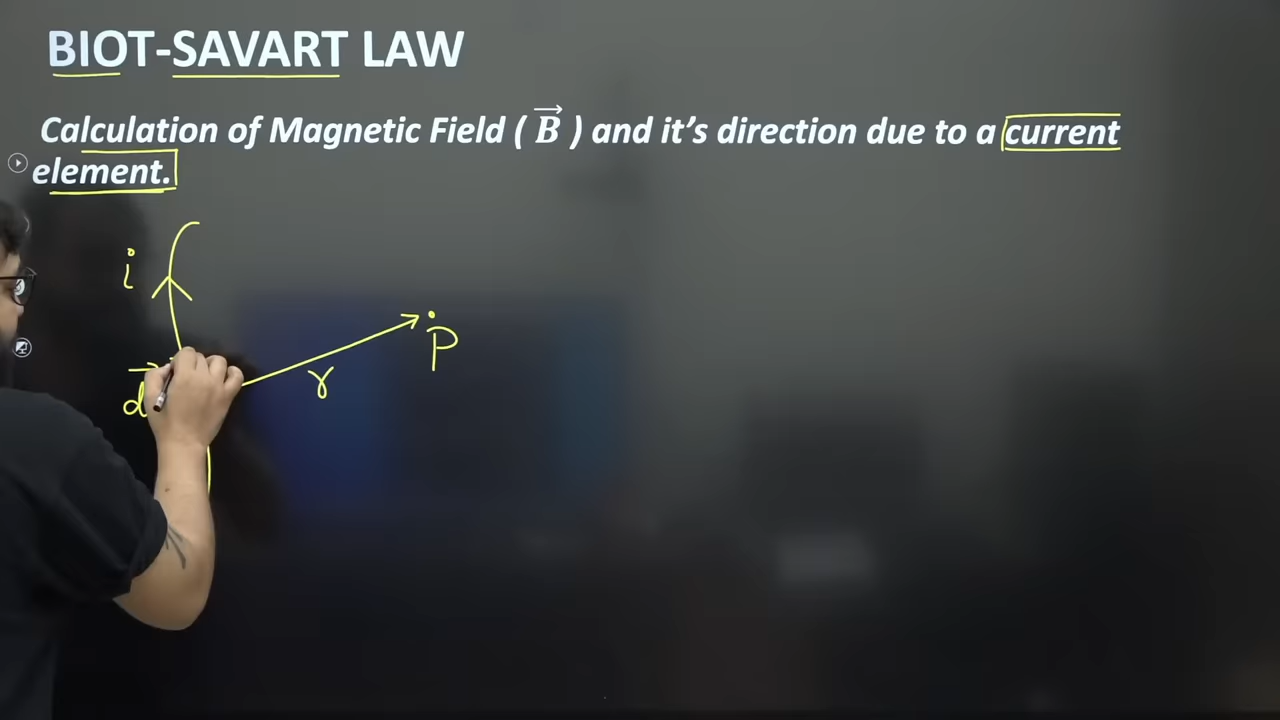 BIOT-SAVART LAW
Calculation of Magnetic Field ( B⃗ ) and it's direction due to a current
element.
i
d
r
P